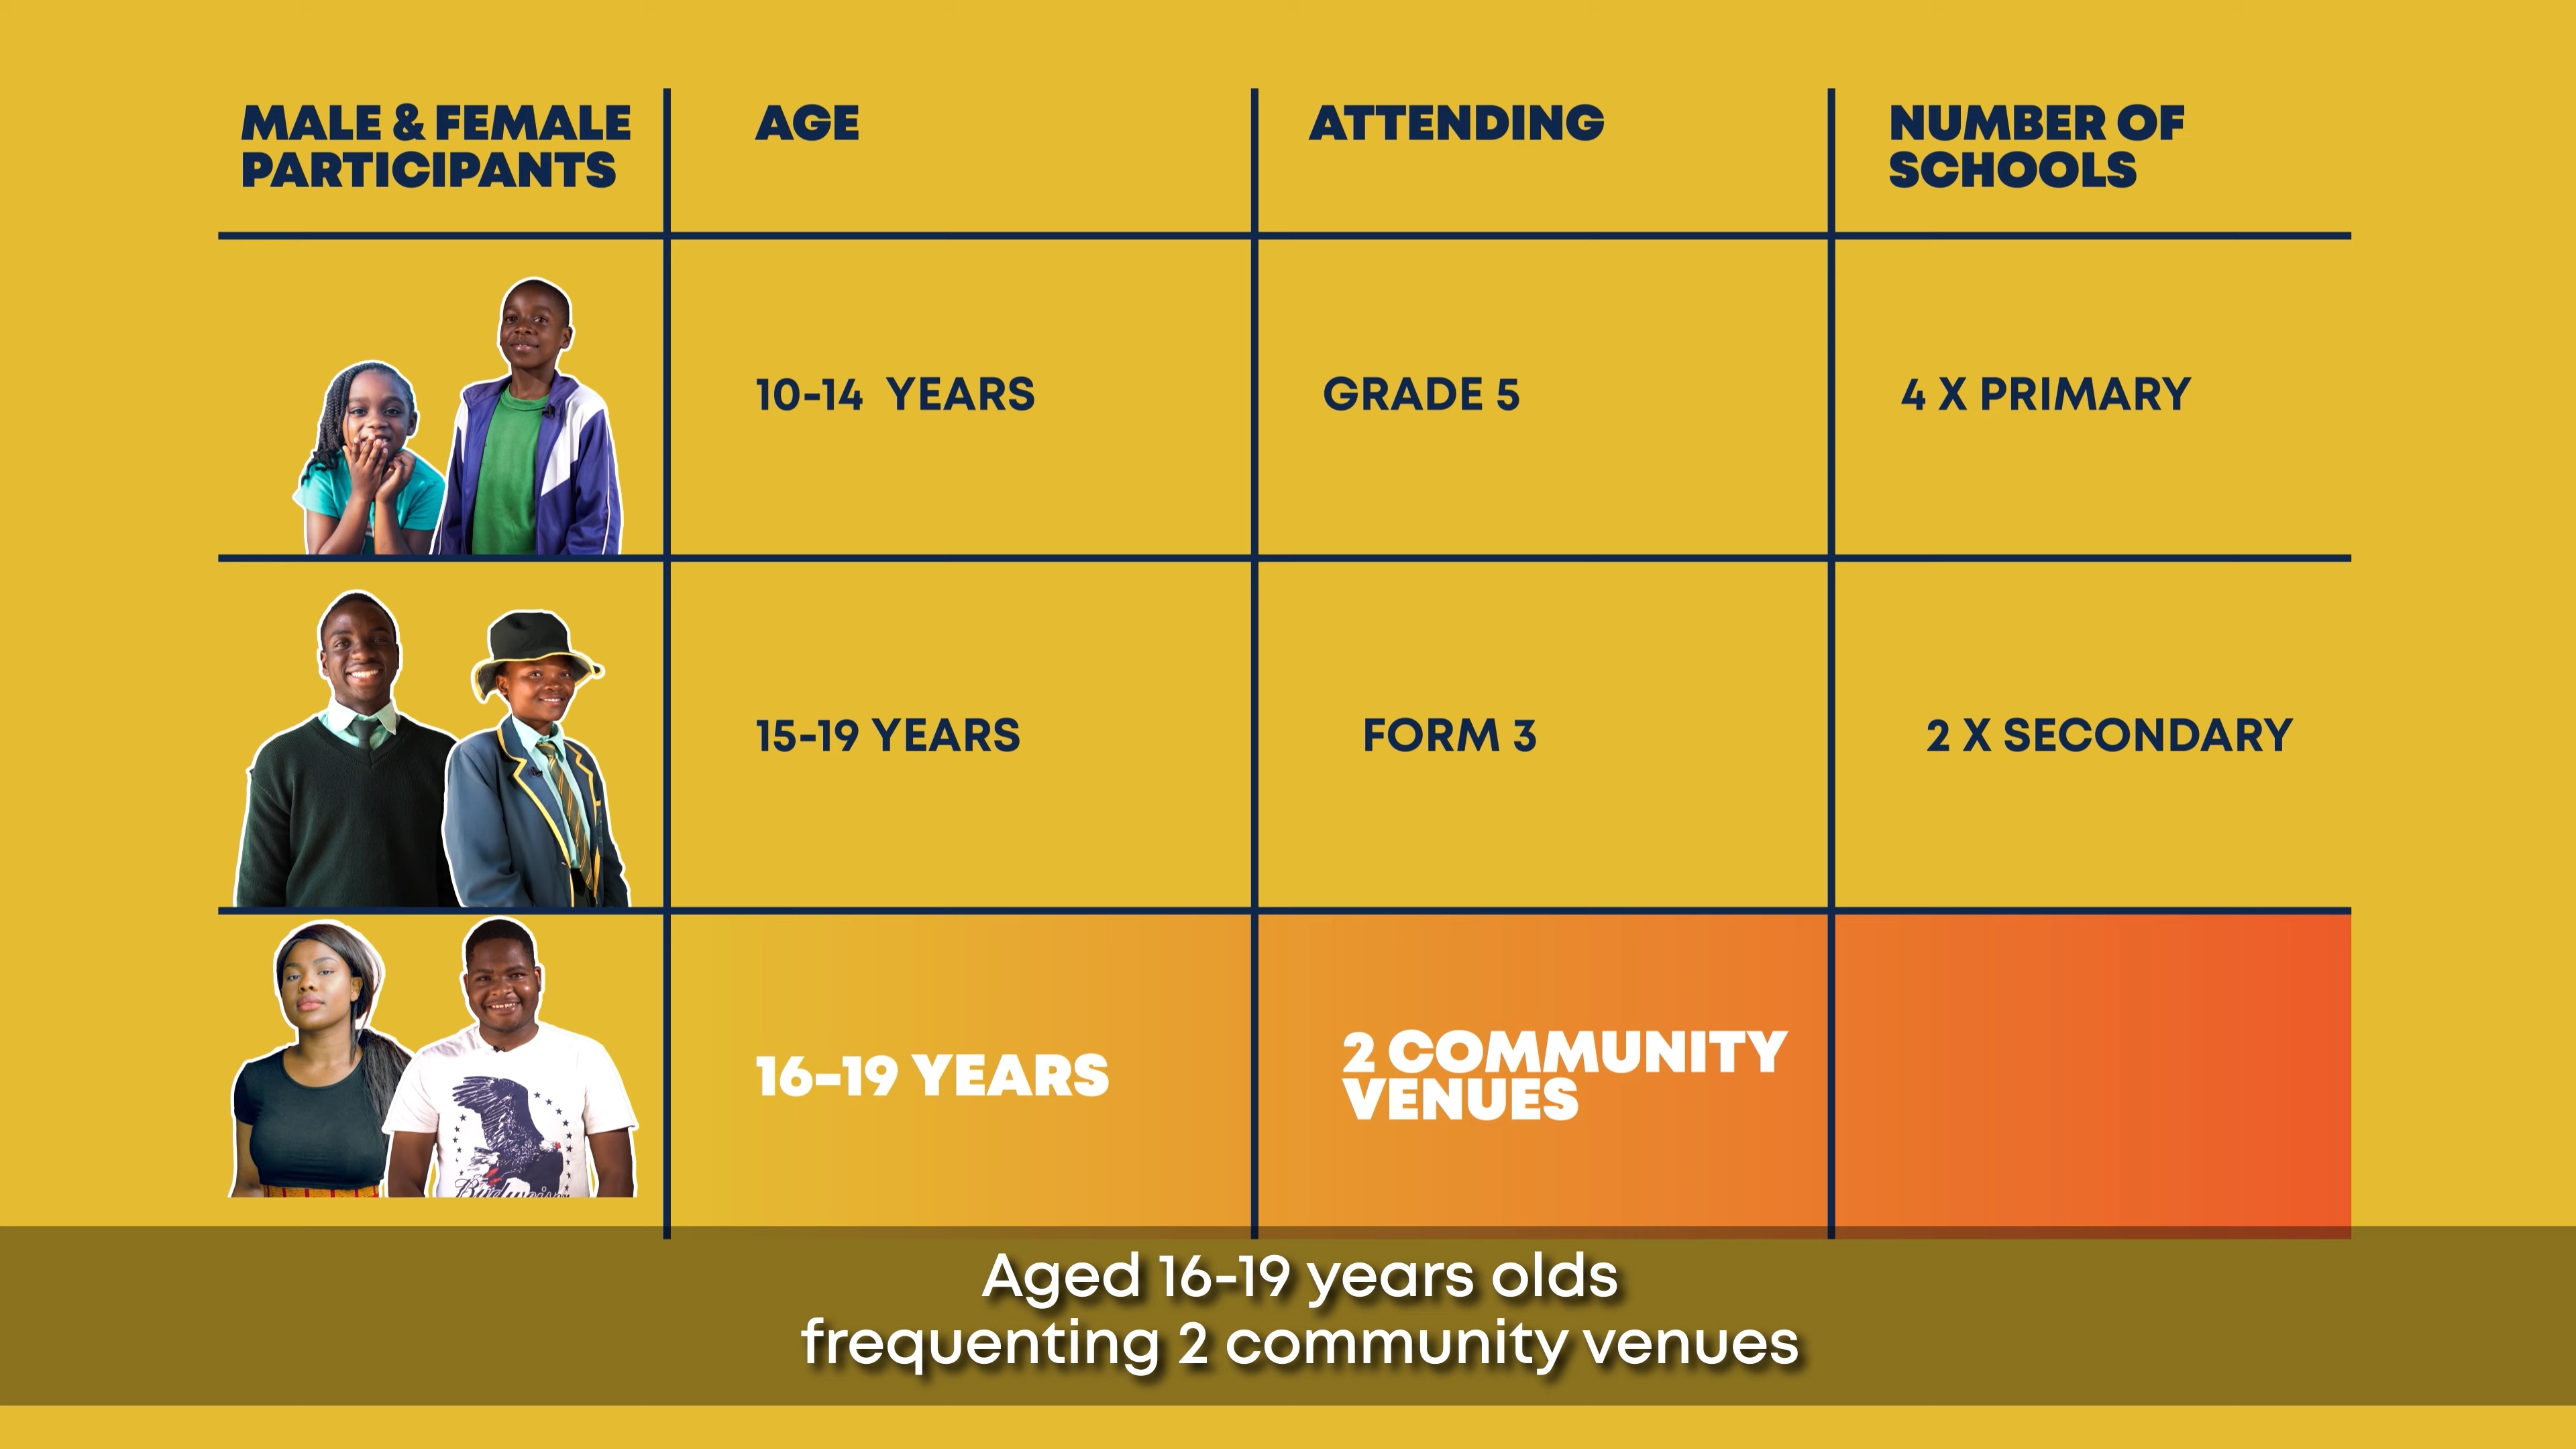 MALE & FEMALE
PARTICIPANTS
AGE
ATTENDING
NUMBER OF
SCHOOLS
10-14 YEARS
GRADE 5
4 X PRIMARY
15-19 YEARS
FORM 3
2 X SECONDARY
16-19 YEARS
2 COMMUNITY
VENUES
Aged 16-19 years olds
frequenting 2 community venues